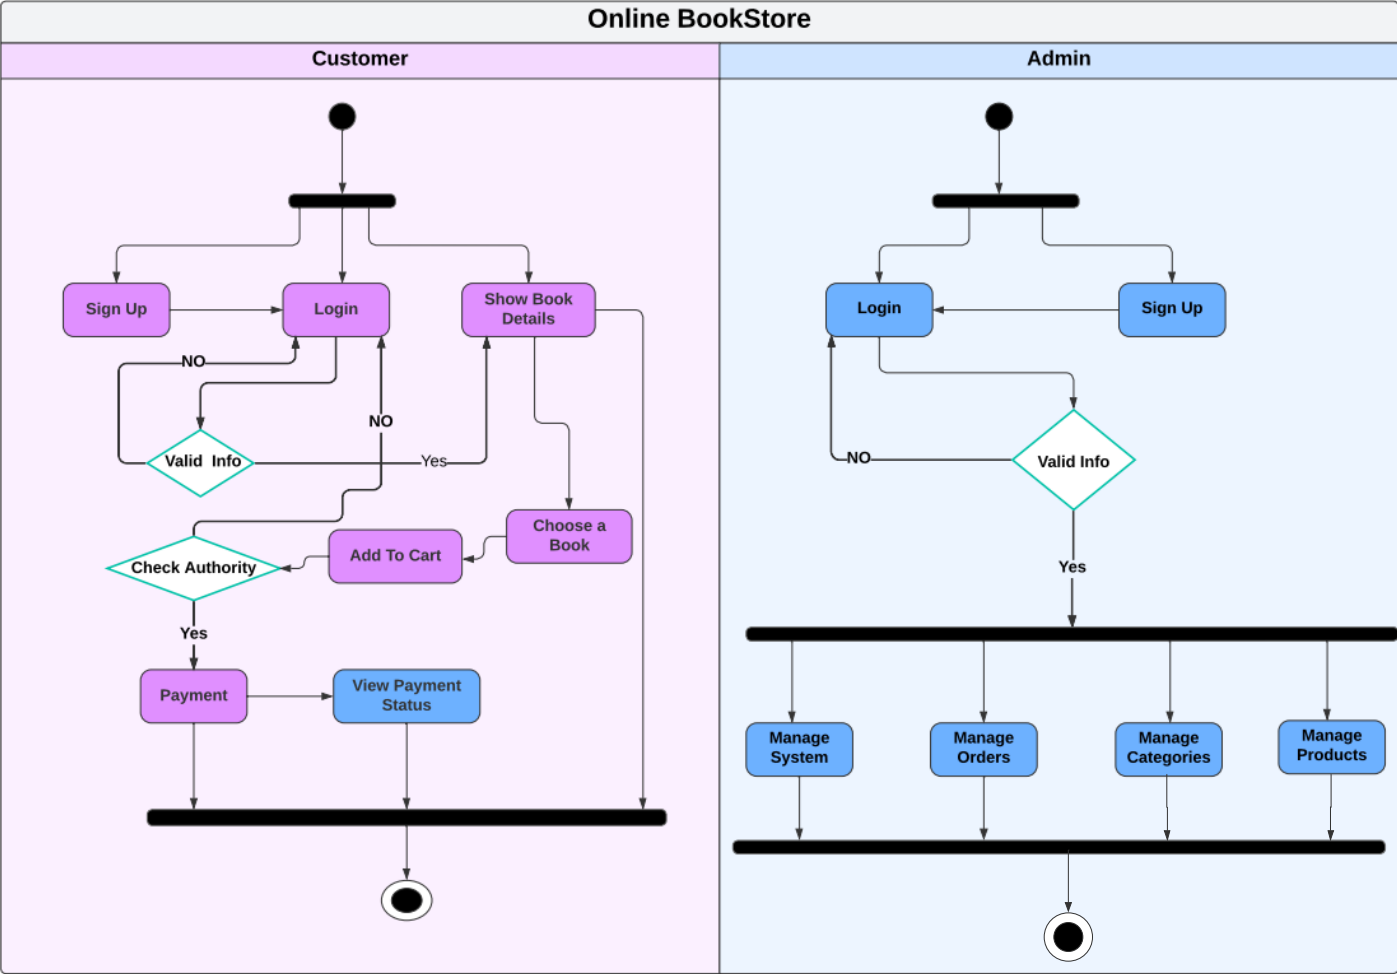 Online BookStore
Customer
Admin
Sign Up
Login
Show Book
Details
NO
NO
Valid  Info
Yes
Choose a
Book
Add To Cart
Check Authority
Yes
Payment
View Payment
Status
Login
Sign Up
NO
Valid Info
Yes
Manage
System
Manage
Orders
Manage
Categories
Manage
Products